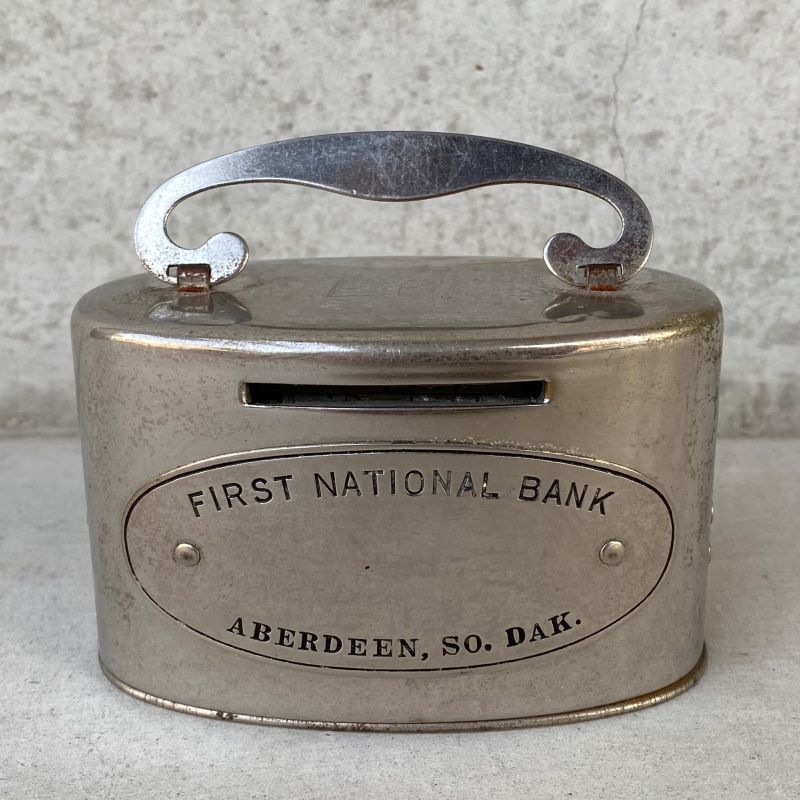 FIRST NATIONAL BANK
ABERDEEN, SO. DAK.